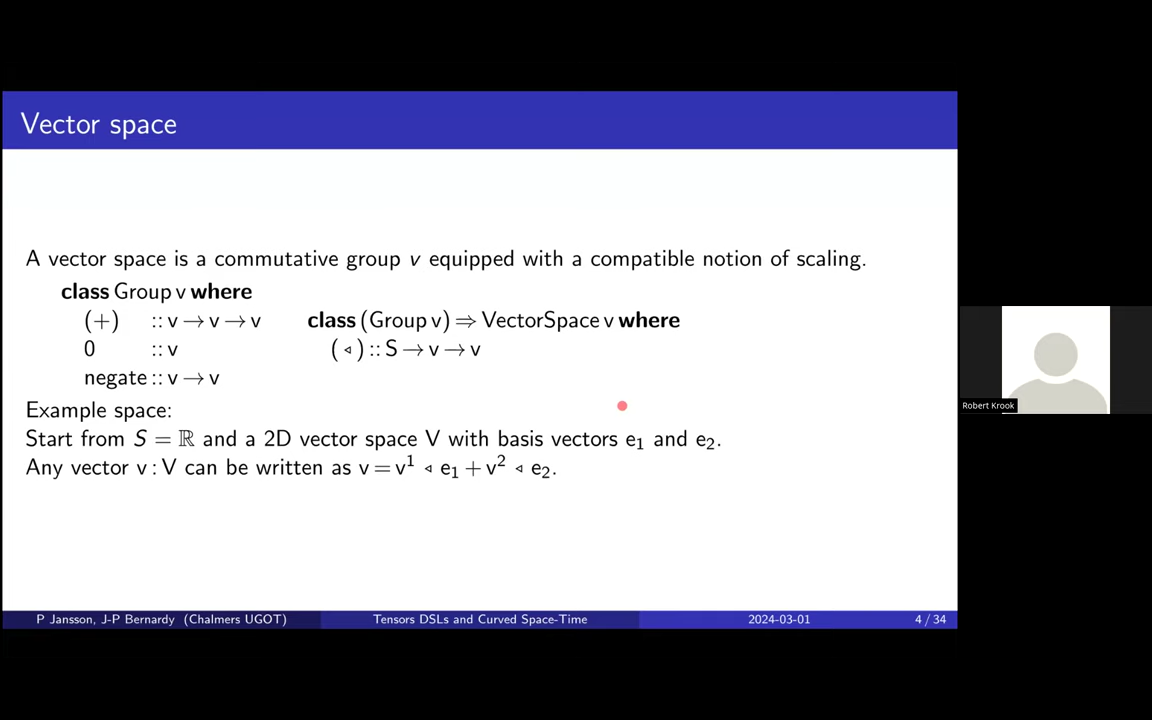 Vector space
A vector space is a commutative group v equipped with a compatible notion of scaling.
class Group v where
(+) :: v → v → v
0 :: v
negate :: v → v
class (Group v) ⇒ VectorSpace v where
(◃) :: S → v → v
Example space:
Start from S = ℝ and a 2D vector space V with basis vectors e₁ and e₂.
Any vector v : V can be written as v = v¹ ◃ e₁ + v² ◃ e₂.
P Jansson, J-P Bernardy (Chalmers UGOT) Tensors DSLs and Curved Space-Time 2024-03-01 4 / 34
Robert Krook